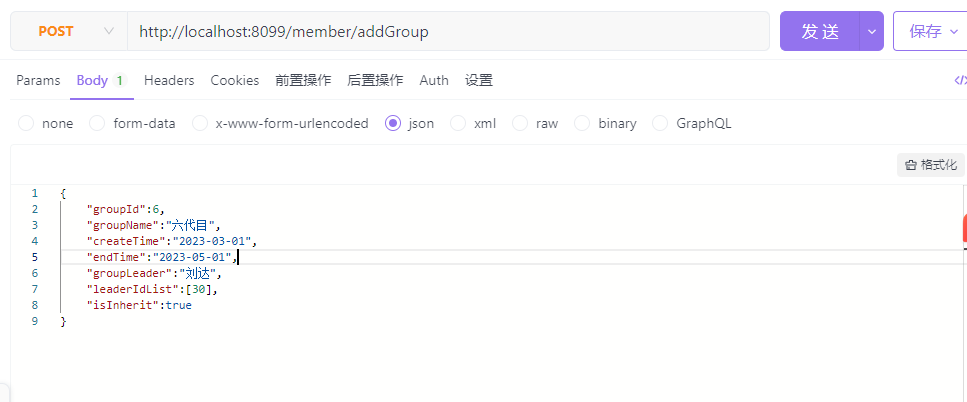 POST http://localhost:8099/member/addGroup 发 送 保存
Params Body 1 Headers Cookies 前置操作 后置操作 Auth 设置 </>
none form-data x-www-form-urlencoded json xml raw binary GraphQL
格式化
1 {
2 "groupId":6,
3 "groupName":"六代目",
4 "createTime":"2023-03-01",
5 "endTime":"2023-05-01",
6 "groupLeader":"刘达",
7 "leaderIdList":[30],
8 "isInherit":true
9 }